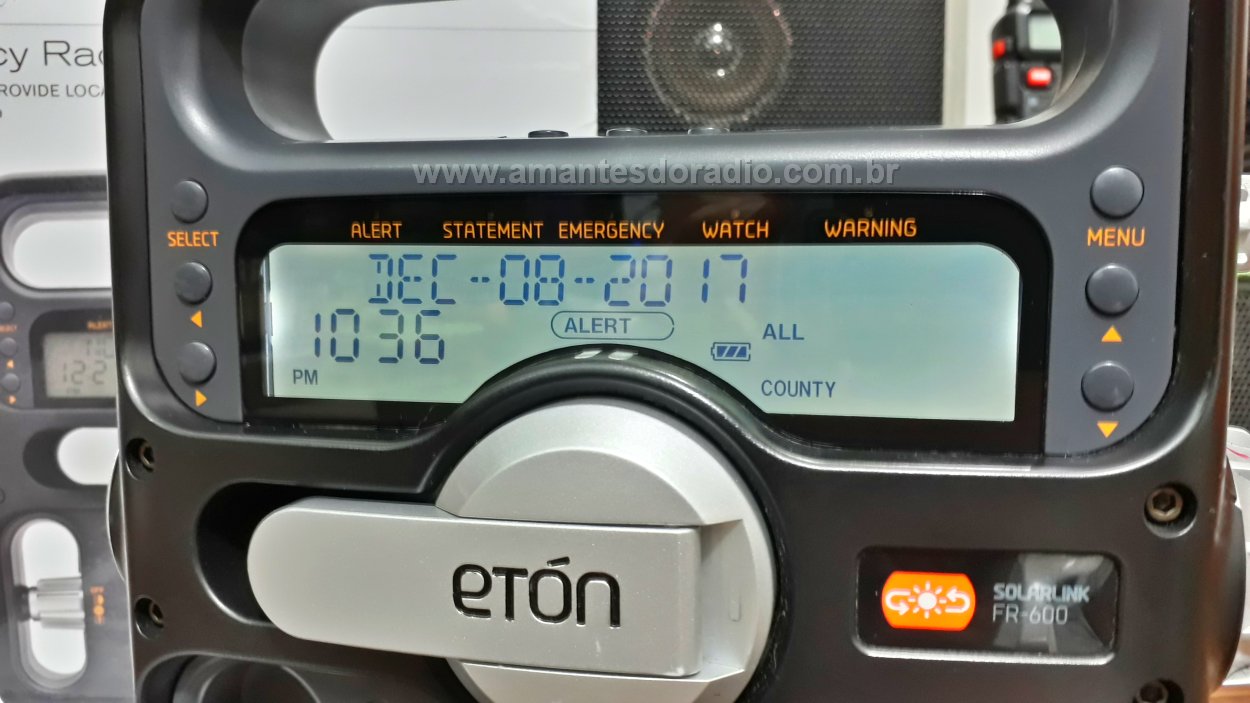 cy Ra
ROVIDE LOCA
www.amantesdoradio.com.br
SELECT
ALERT STATEMENT EMERGENCY WATCH WARNING
MENU
DEC-08-2017
1036
PM
ALERT
ALL
COUNTY
eTÓN
SOLARLINK
FR-600